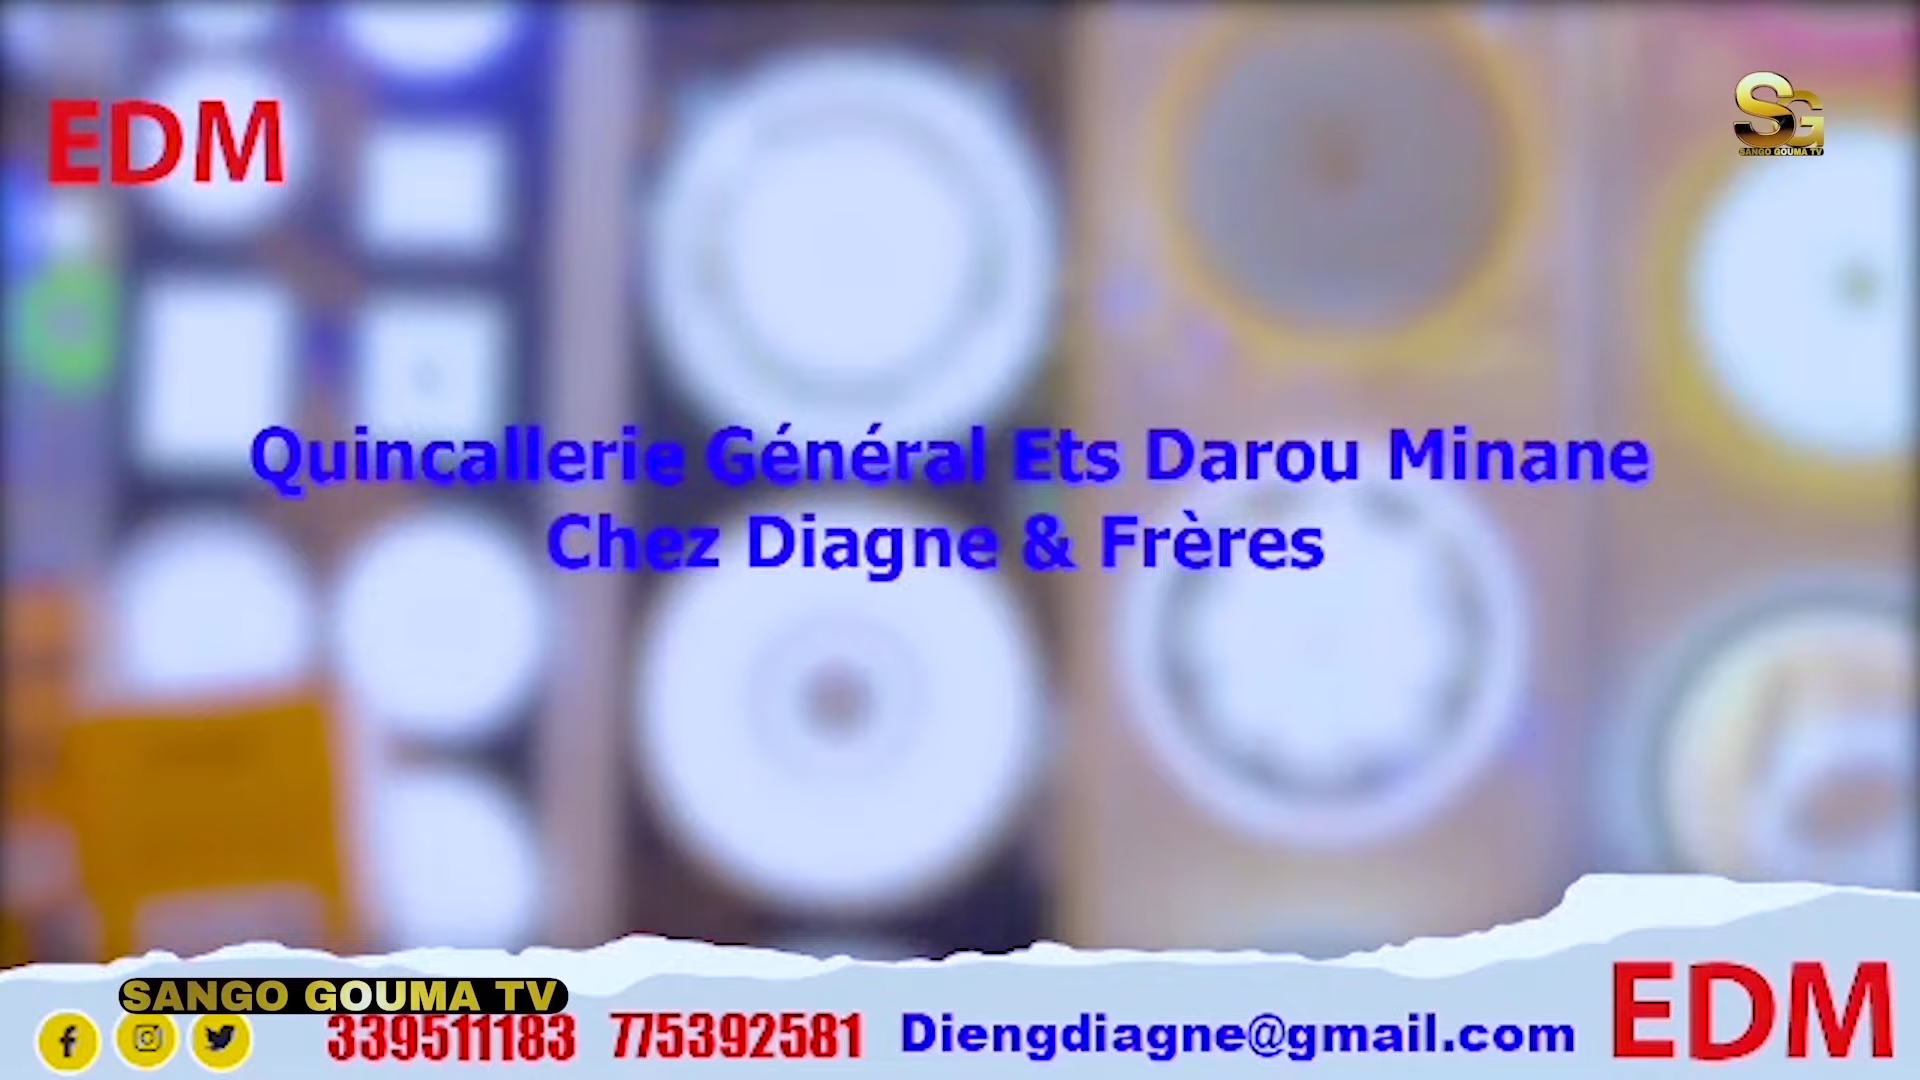 EDM
SG
SANGO GOUMA TV
Quincallerie Général Ets Darou Minane
Chez Diagne & Frères
SANGO GOUMA TV
339511183 775392581 Diengdiagne@gmail.com
EDM